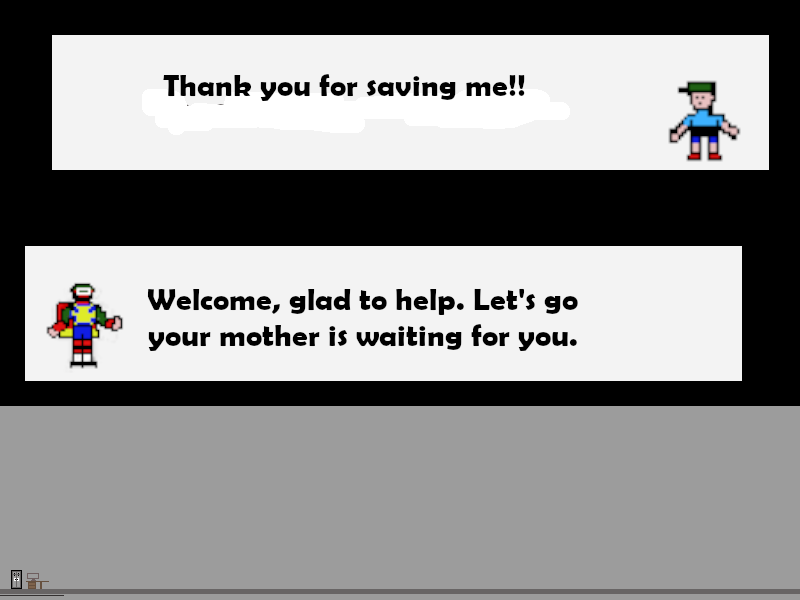 Thank you for saving me!!
Welcome, glad to help. Let's go
your mother is waiting for you.